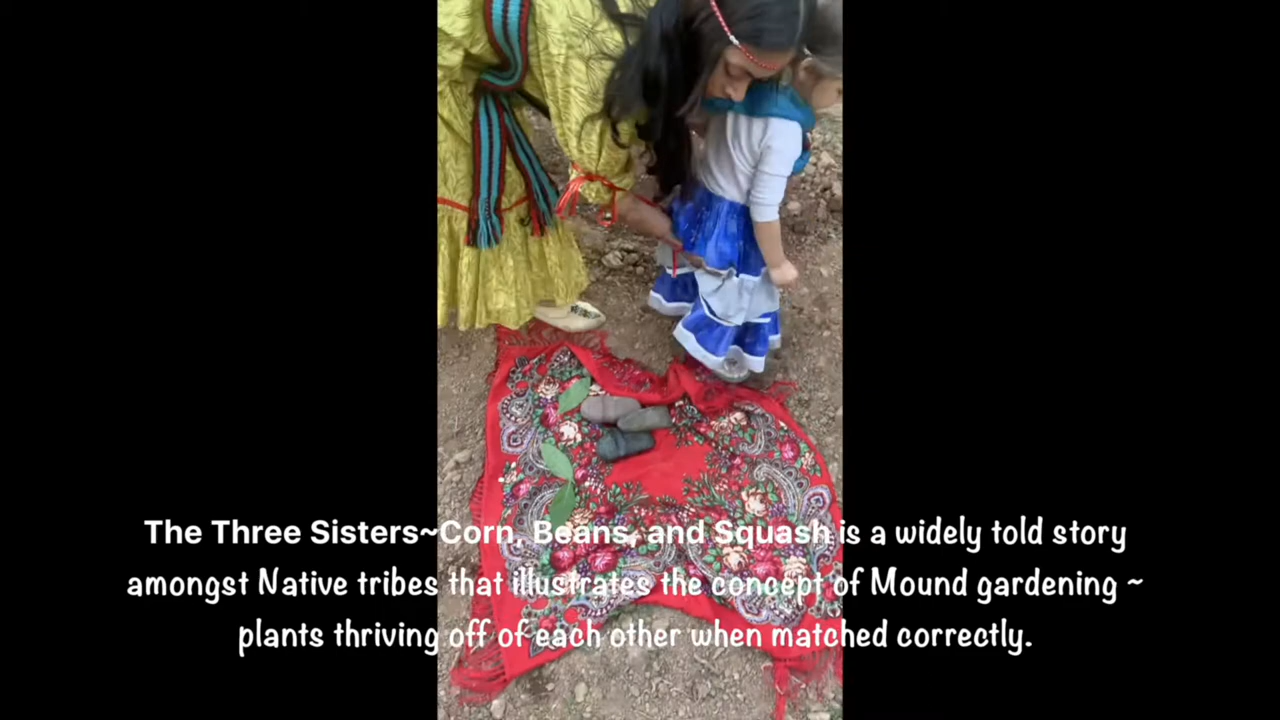 The Three Sisters~Corn, Beans, and Squash is a widely told story
amongst Native tribes that illustrates the concept of Mound gardening ~
plants thriving off of each other when matched correctly.